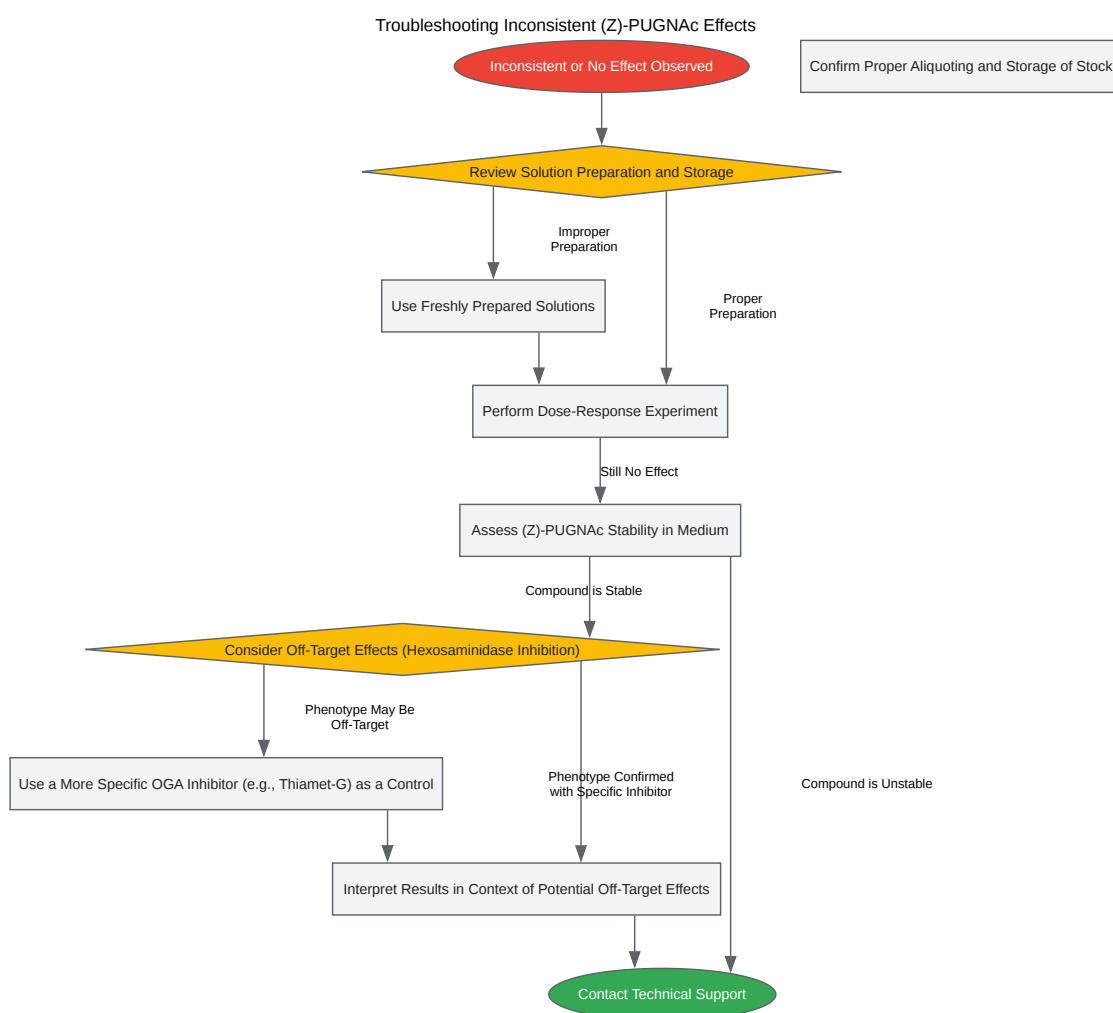 Troubleshooting Inconsistent (Z)-PUGNAc Effects
Inconsistent or No Effect Observed
Confirm Proper Aliquoting and Storage of Stock
Review Solution Preparation and Storage
Improper
Preparation
Use Freshly Prepared Solutions
Proper
Preparation
Perform Dose-Response Experiment
Still No Effect
Assess (Z)-PUGNAc Stability in Medium
Compound is Stable
Consider Off-Target Effects (Hexosaminidase Inhibition)
Phenotype May Be
Off-Target
Use a More Specific OGA Inhibitor (e.g., Thiamet-G) as a Control
Phenotype Confirmed
with Specific Inhibitor
Compound is Unstable
Interpret Results in Context of Potential Off-Target Effects
Contact Technical Support